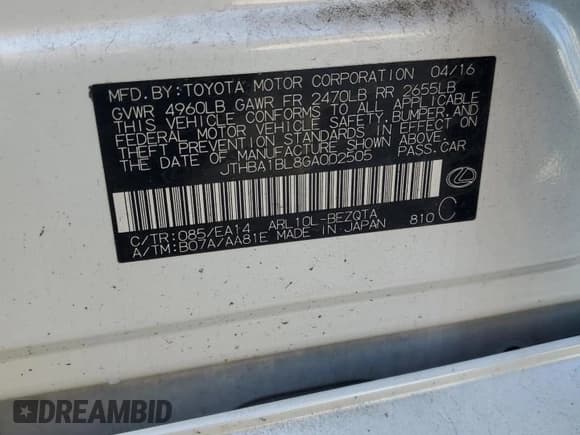 MFD.BY:TOYOTA MOTOR CORPORATION 04/16
GVWR 4960LB GAWR FR 2470LB RR 2655LB
THIS VEHICLE CONFORMS TO ALL APPLICABLE
FEDERAL MOTOR VEHICLE SAFETY,BUMPER,AND
THEFT PREVENTION STANDARDS IN EFFECT ON
THE DATE OF MANUFACTURE SHOWN ABOVE.
JTHBA1BL8GA002505 PASS.CAR
C/TR:085/EA14 ARL10L-BEZQTA
A/TM:B07A/AA81E MADE IN JAPAN 810 C
DREAMBID